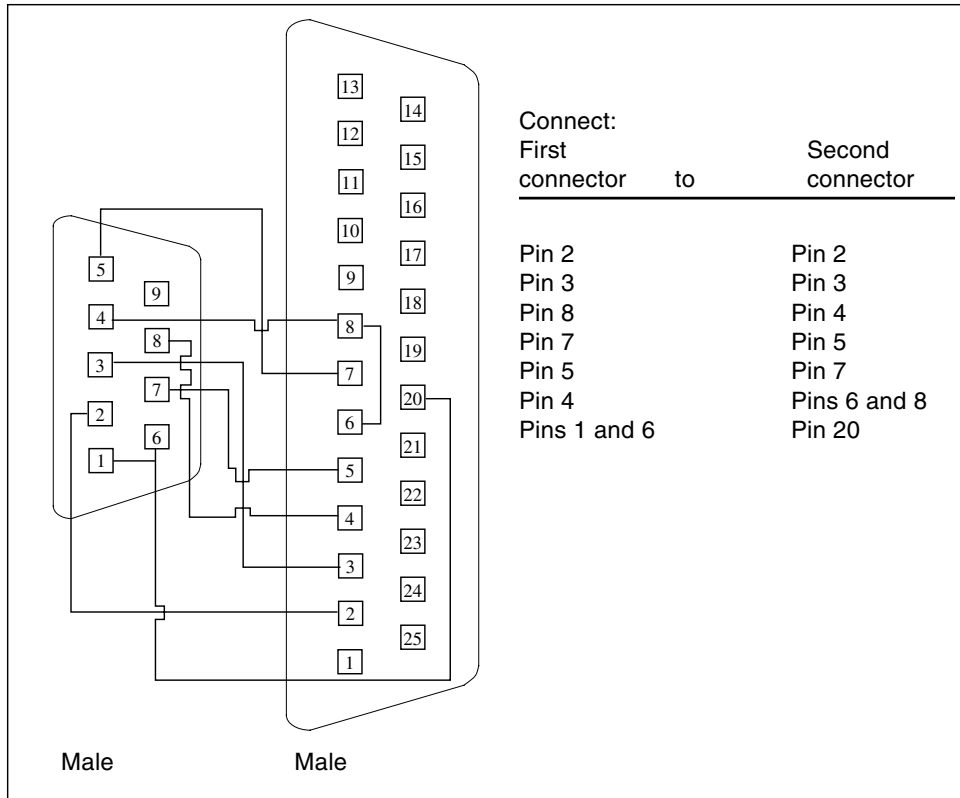 13
14
12
15
11
16
10
17
5
9
9
18
4
8
8
19
3
7
7
20
2
6
6
21
1
5
22
4
23
3
24
2
25
1
Male
Male
Connect:
First Second
connector to connector
Pin 2 Pin 2
Pin 3 Pin 3
Pin 8 Pin 4
Pin 7 Pin 5
Pin 5 Pin 7
Pin 4 Pins 6 and 8
Pins 1 and 6 Pin 20